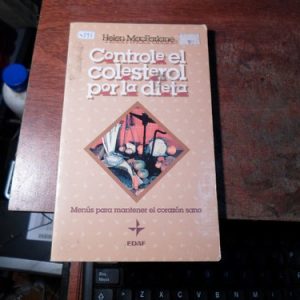 Helen MacFarlane
Controle el
colesterol
por la dieta
Menús para mantener el corazón sano
EDAF